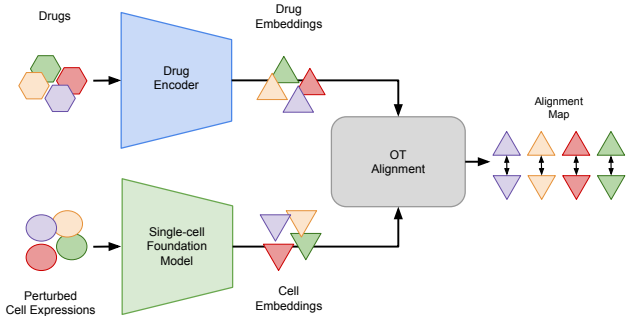 Drugs
Drug
Encoder
Drug
Embeddings
OT
Alignment
Alignment
Map
Perturbed
Cell Expressions
Single-cell
Foundation
Model
Cell
Embeddings